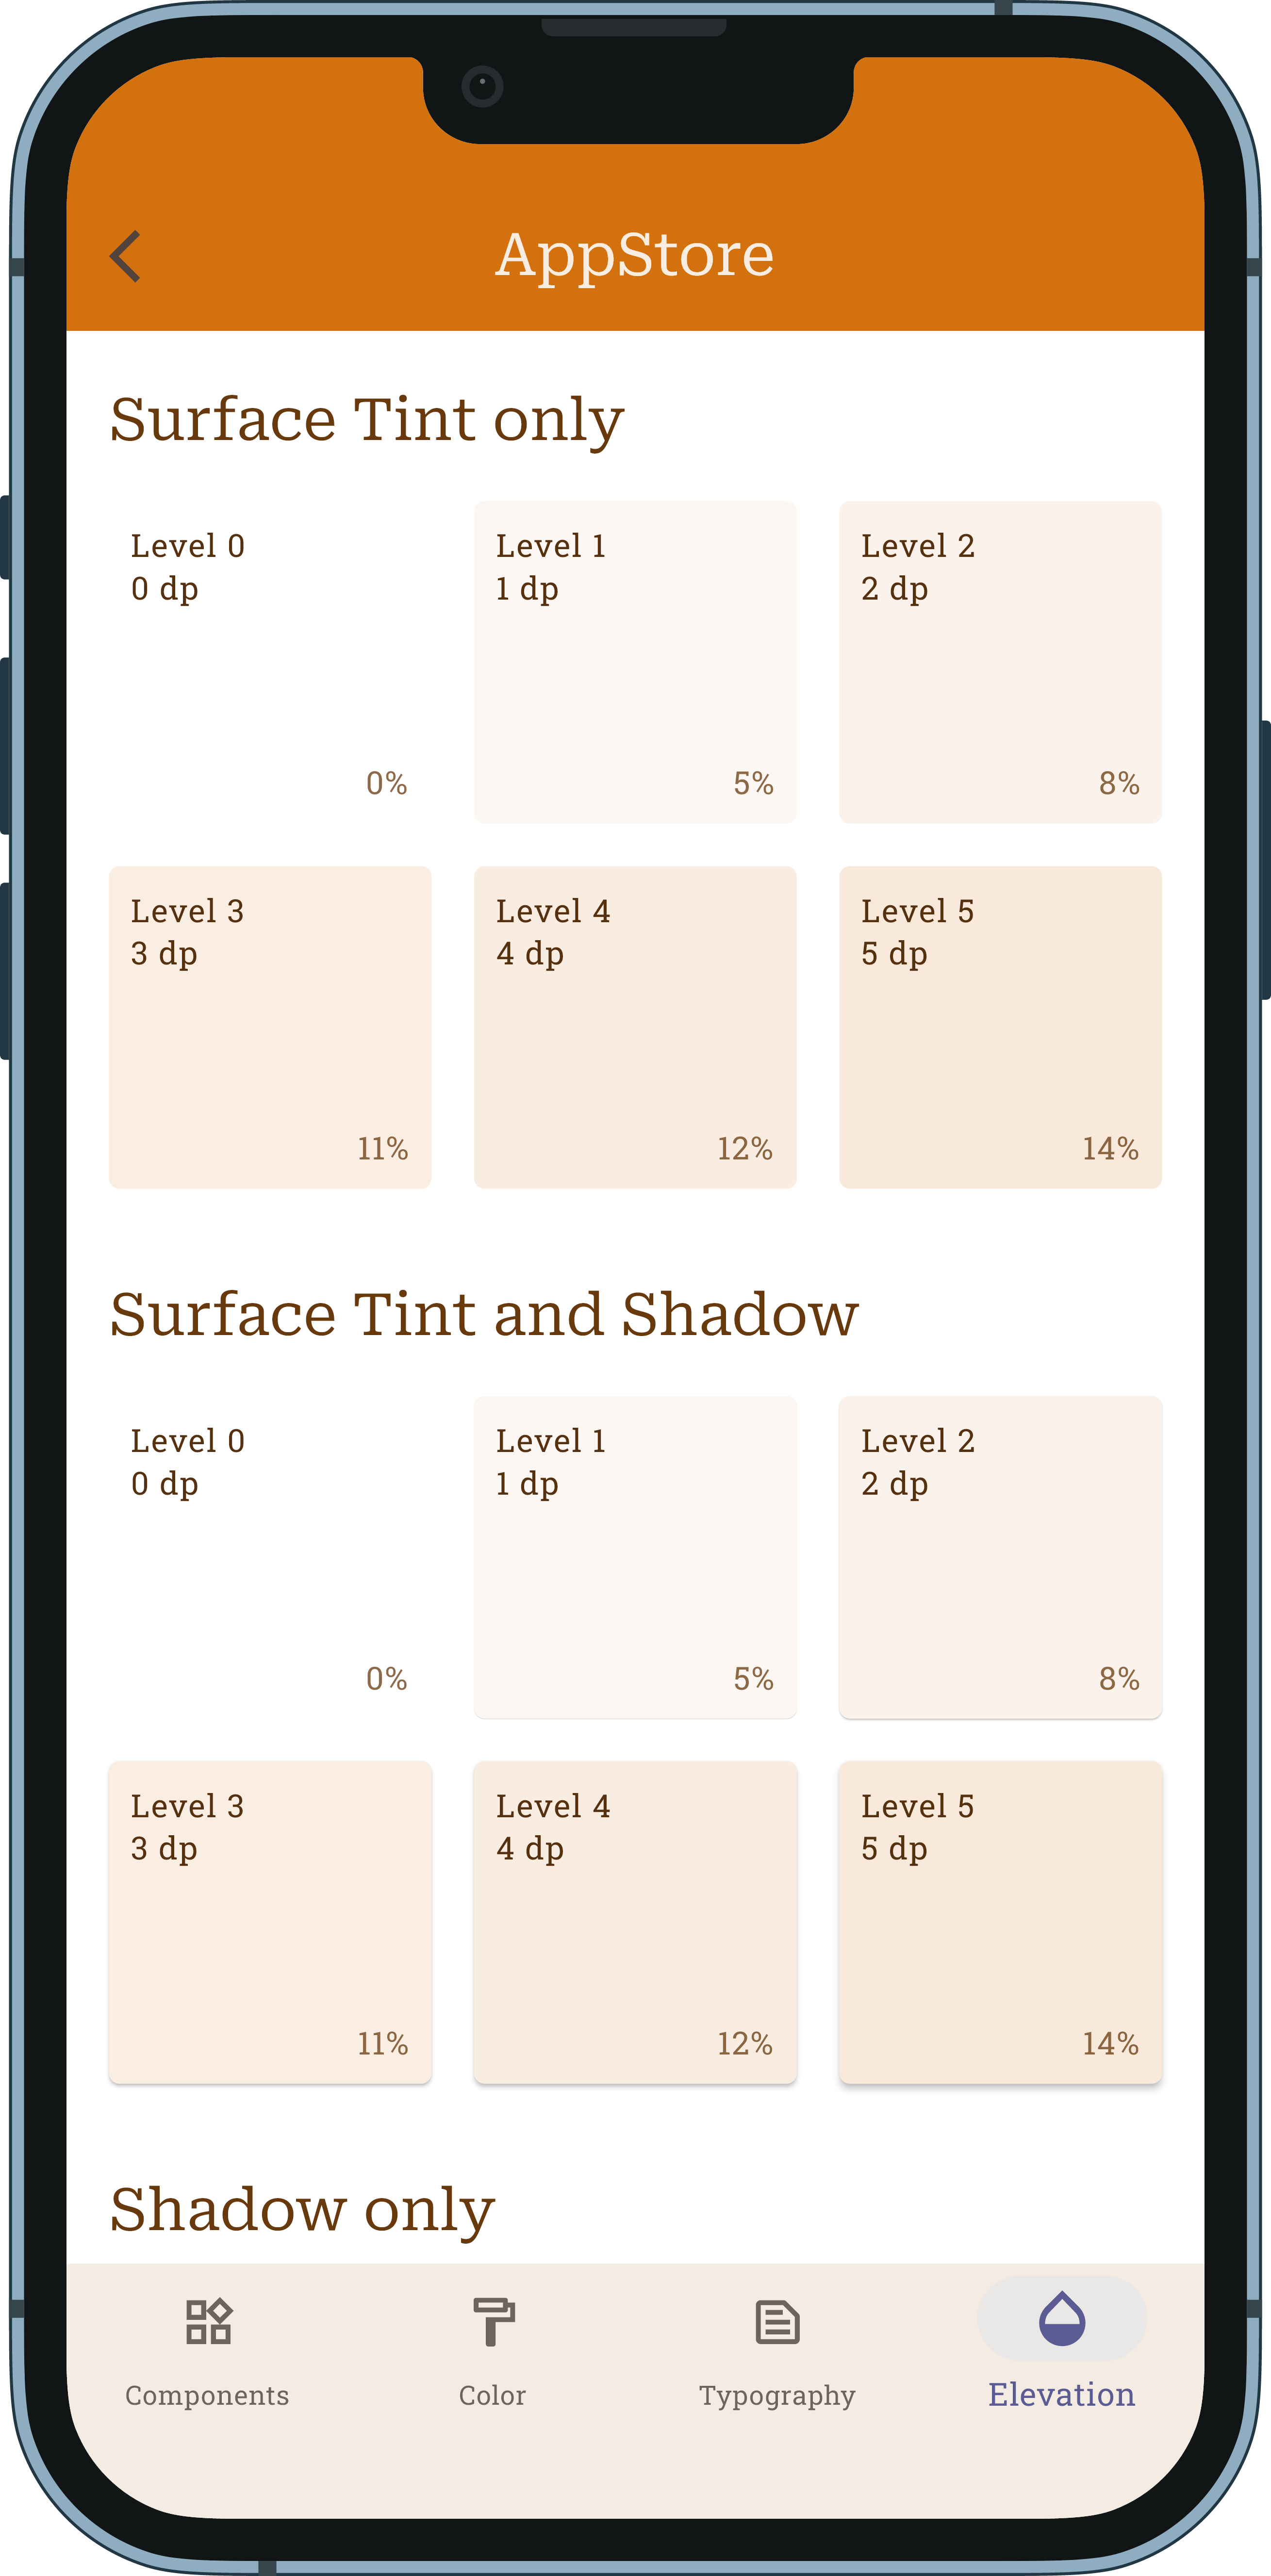 AppStore
Surface Tint only
Level 0
0 dp
0%
Level 1
1 dp
5%
Level 2
2 dp
8%
Level 3
3 dp
11%
Level 4
4 dp
12%
Level 5
5 dp
14%
Surface Tint and Shadow
Level 0
0 dp
0%
Level 1
1 dp
5%
Level 2
2 dp
8%
Level 3
3 dp
11%
Level 4
4 dp
12%
Level 5
5 dp
14%
Shadow only
Components
Color
Typography
Elevation